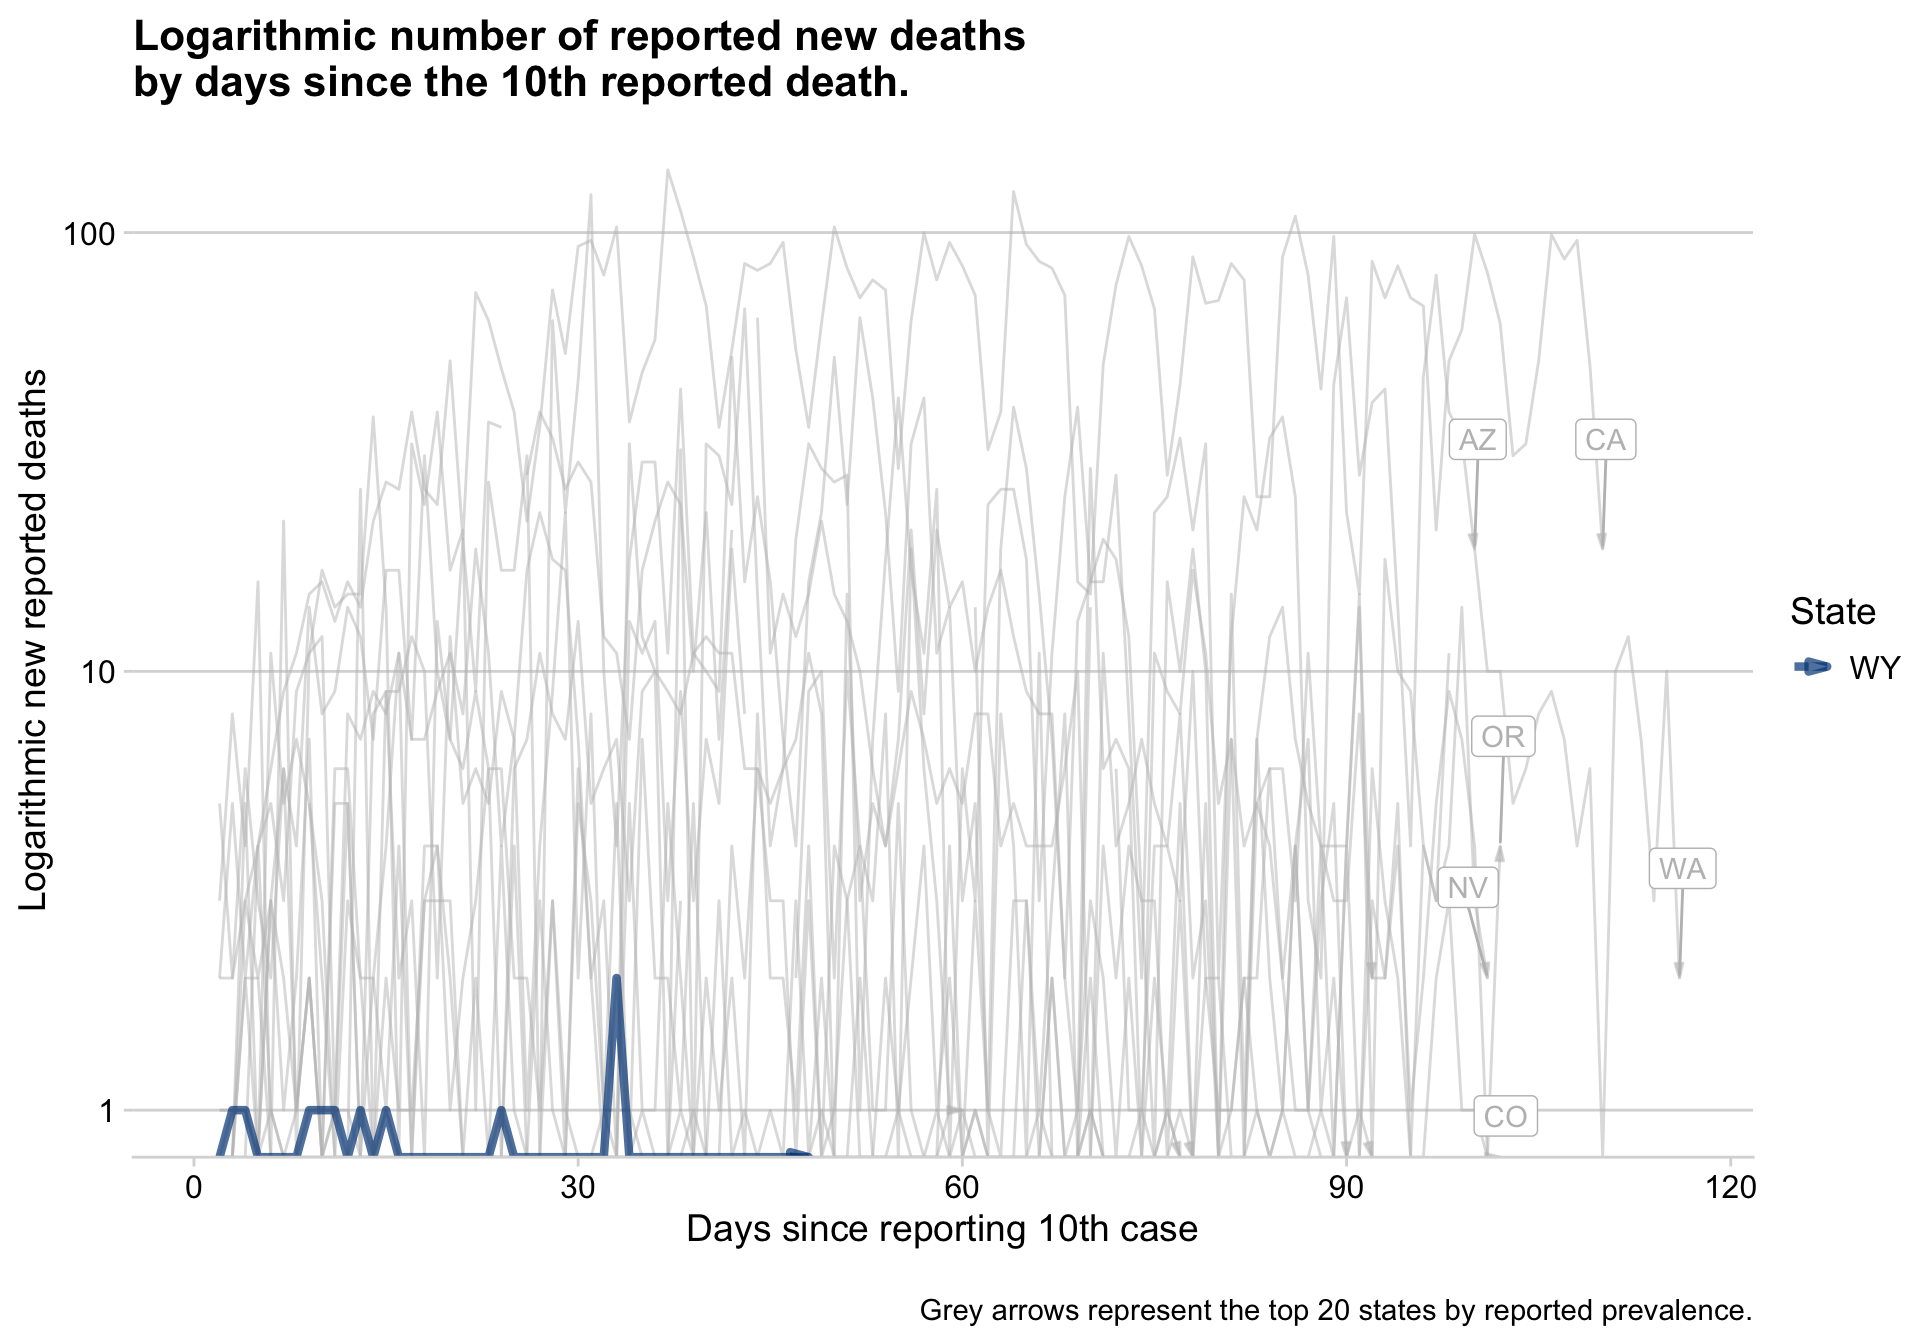 Logarithmic number of reported new deaths
by days since the 10th reported death.
Logarithmic new reported deaths
100
10
1
AZ
CA
OR
NV
WA
CO
State
WY
0
30
60
90
120
Days since reporting 10th case
Grey arrows represent the top 20 states by reported prevalence.